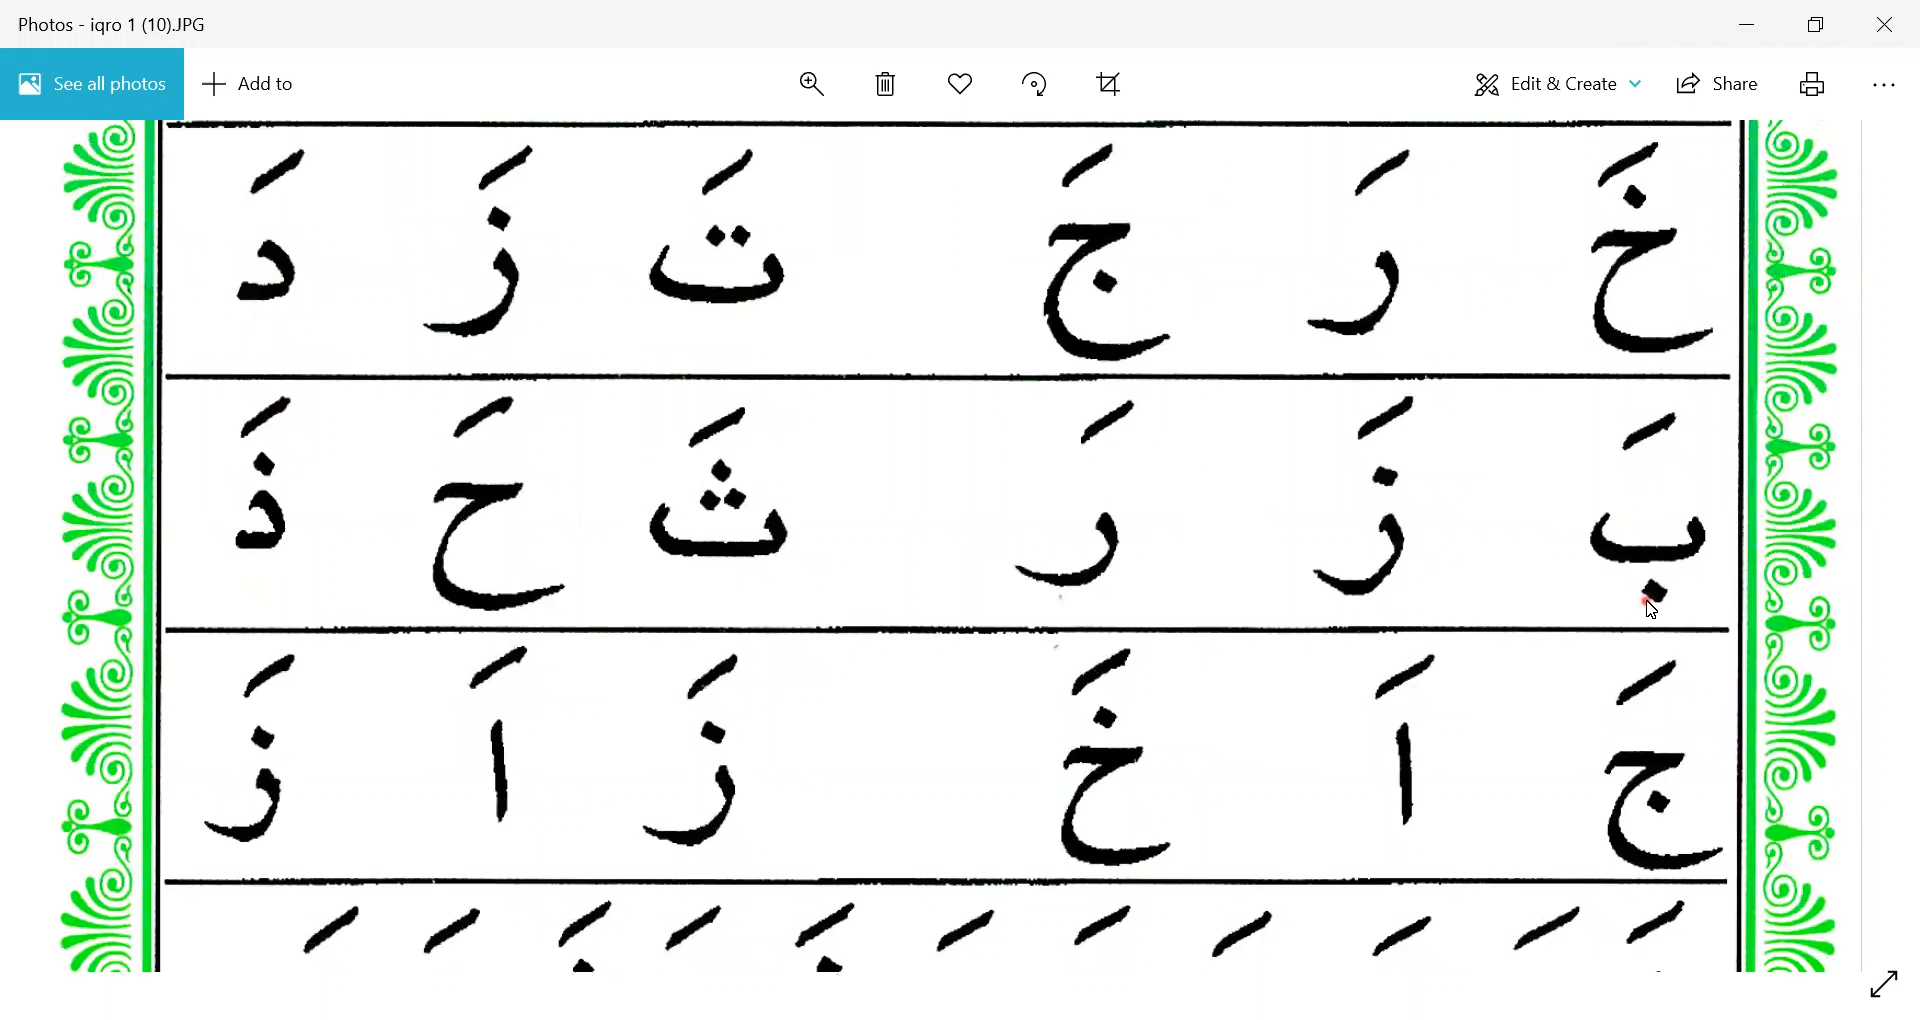 Photos - iqro 1 (10).JPG
See all photos
Add to
Edit & Create
Share
خَ رَ جَ تَ زَ دَ
بَ زَ رَ ثَ حَ ذَ
جَ اَ خَ زَ اَ زَ